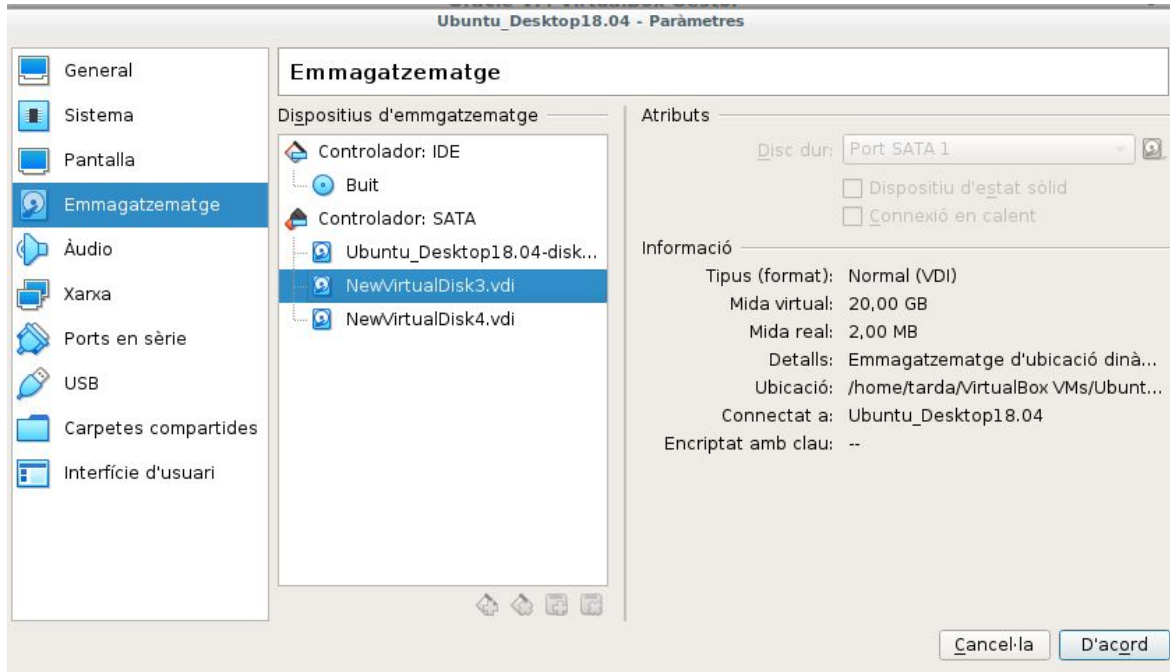 Ubuntu_Desktop18.04 - Paràmetres
General
Sistema
Pantalla
Emmagatzematge
Àudio
Xarxa
Ports en sèrie
USB
Carpetes compartides
Interfície d'usuari
Emmagatzematge
Dispositius d'emmgatzematge
Controlador: IDE
Buit
Controlador: SATA
Ubuntu_Desktop18.04-disk...
NewVirtualDisk3.vdi
NewVirtualDisk4.vdi
Atributs
Disc dur: Port SATA 1
Dispositiu d'estat sòlid
Connexió en calent
Informació
Tipus (format): Normal (VDI)
Mida virtual: 20,00 GB
Mida real: 2,00 MB
Detalls: Emmagatzematge d'ubicació dinà...
Ubicació: /home/tarda/VirtualBox VMs/Ubunt...
Connectat a: Ubuntu_Desktop18.04
Encriptat amb clau: --
Cancel·la D'acord